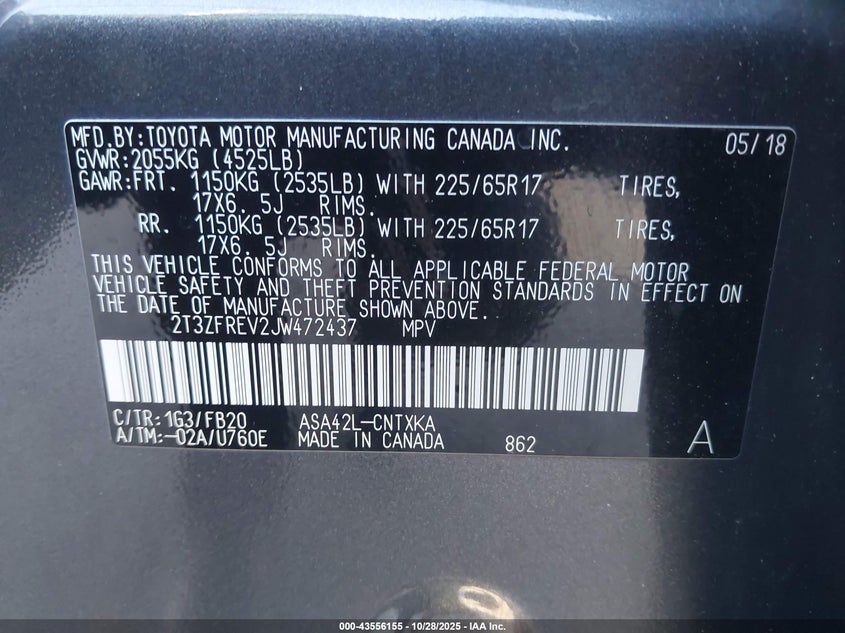 MFD.BY:TOYOTA MOTOR MANUFACTURING CANADA INC. 05/18
GVWR:2055KG (4525LB)
GAWR:FRT. 1150KG (2535LB) WITH 225/65R17 TIRES,
17X6. 5J RIMS.
RR. 1150KG (2535LB) WITH 225/65R17 TIRES,
17X6. 5J RIMS.
THIS VEHICLE CONFORMS TO ALL APPLICABLE FEDERAL MOTOR
VEHICLE SAFETY AND THEFT PREVENTION STANDARDS IN EFFECT ON
THE DATE OF MANUFACTURE SHOWN ABOVE.
2T3ZFREV2JW472437 MPV
C/TR:1G3/FB20 ASA42L-CNTXKA
A/TM:-02A/U760E MADE IN CANADA 862 A
000-43556155 - 10/28/2025 - IAA Inc.